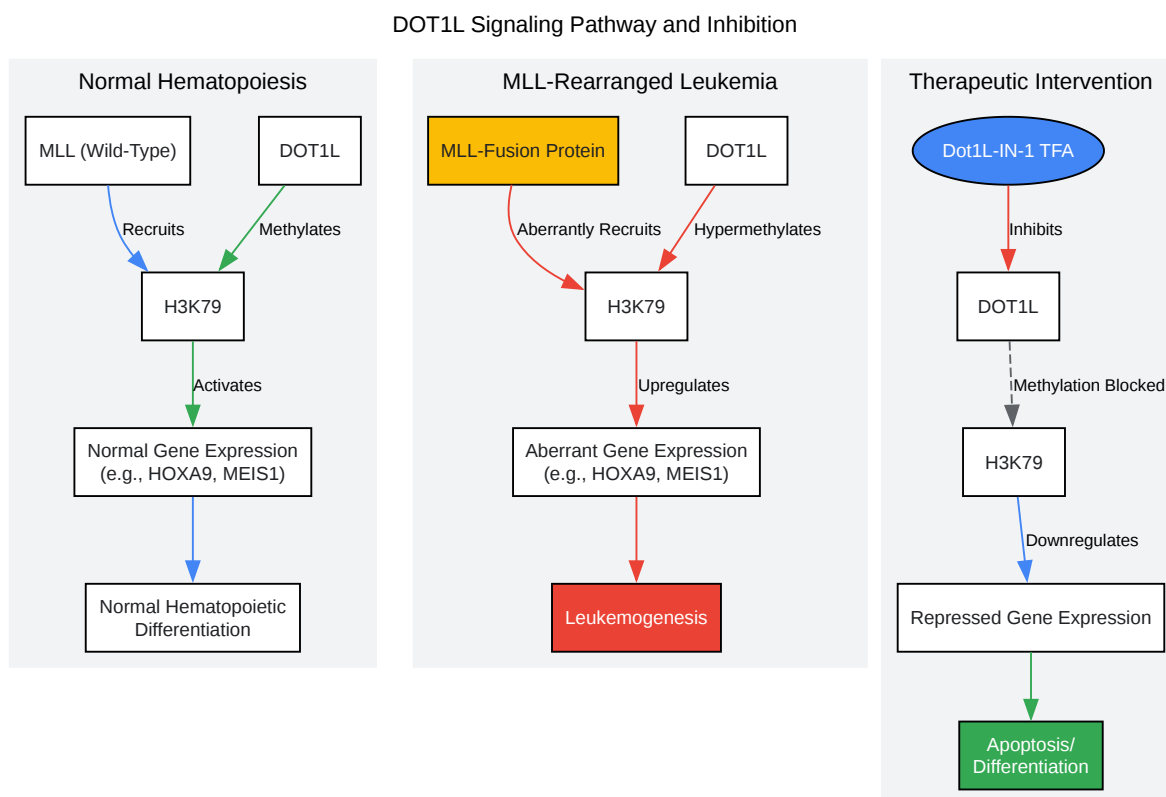 DOT1L Signaling Pathway and Inhibition
Normal Hematopoiesis
MLL (Wild-Type)
DOT1L
Recruits
Methylates
H3K79
Activates
Normal Gene Expression
(e.g., HOXA9, MEIS1)
Normal Hematopoietic
Differentiation
MLL-Rearranged Leukemia
MLL-Fusion Protein
DOT1L
Aberrantly Recruits
Hypermethylates
H3K79
Upregulates
Aberrant Gene Expression
(e.g., HOXA9, MEIS1)
Leukemogenesis
Therapeutic Intervention
Dot1L-IN-1 TFA
Inhibits
DOT1L
Methylation Blocked
H3K79
Downregulates
Repressed Gene Expression
Apoptosis/
Differentiation